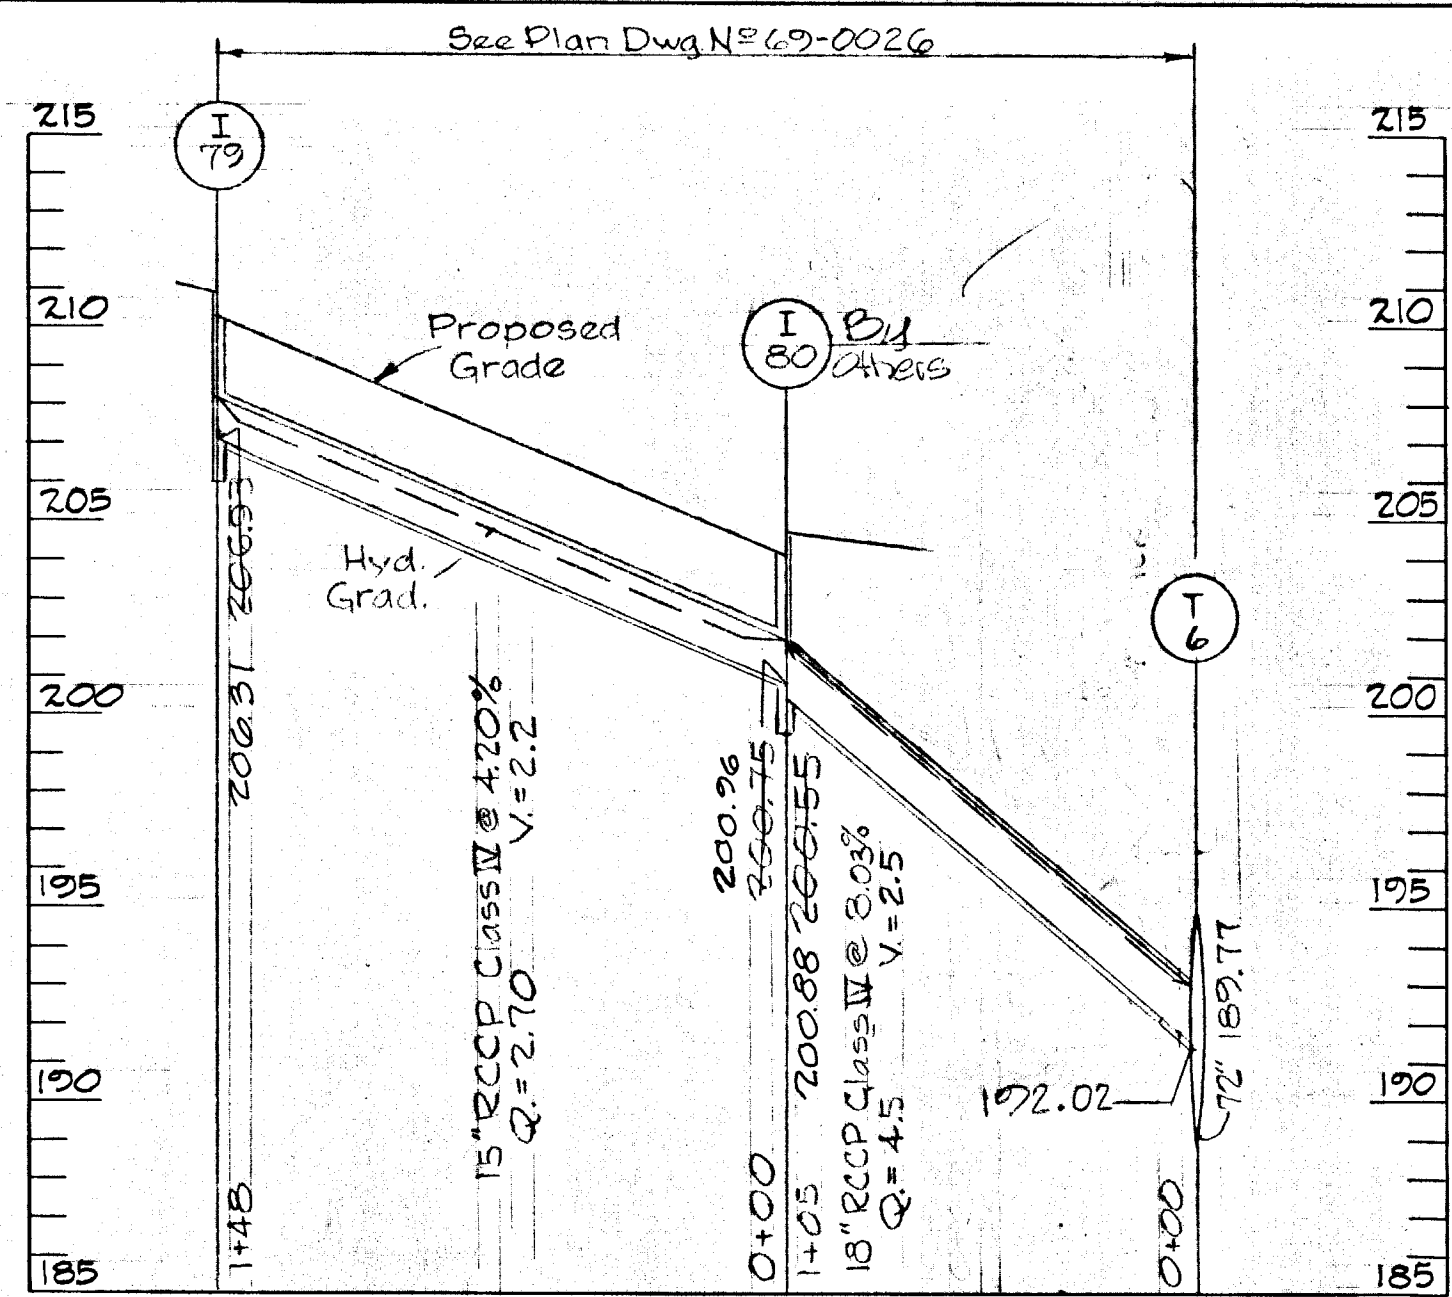 See Plan Dwg Nº 69-0026
215
215
I
79
210
210
Proposed
Grade
I
80
By
Others
205
205
Hyd.
Grad.
T
6
200
200
206.31 206.53
15" RCCP Class IV @ 4.20%
Q.=2.70 V.=2.2
200.96
200.75
200.88 200.55
18" RCCP Class IV @ 8.03%
Q.=4.5 V.=2.5
195
195
72" 189.77
192.02
190
190
1+48
0+00
1+05
0+00
185
185